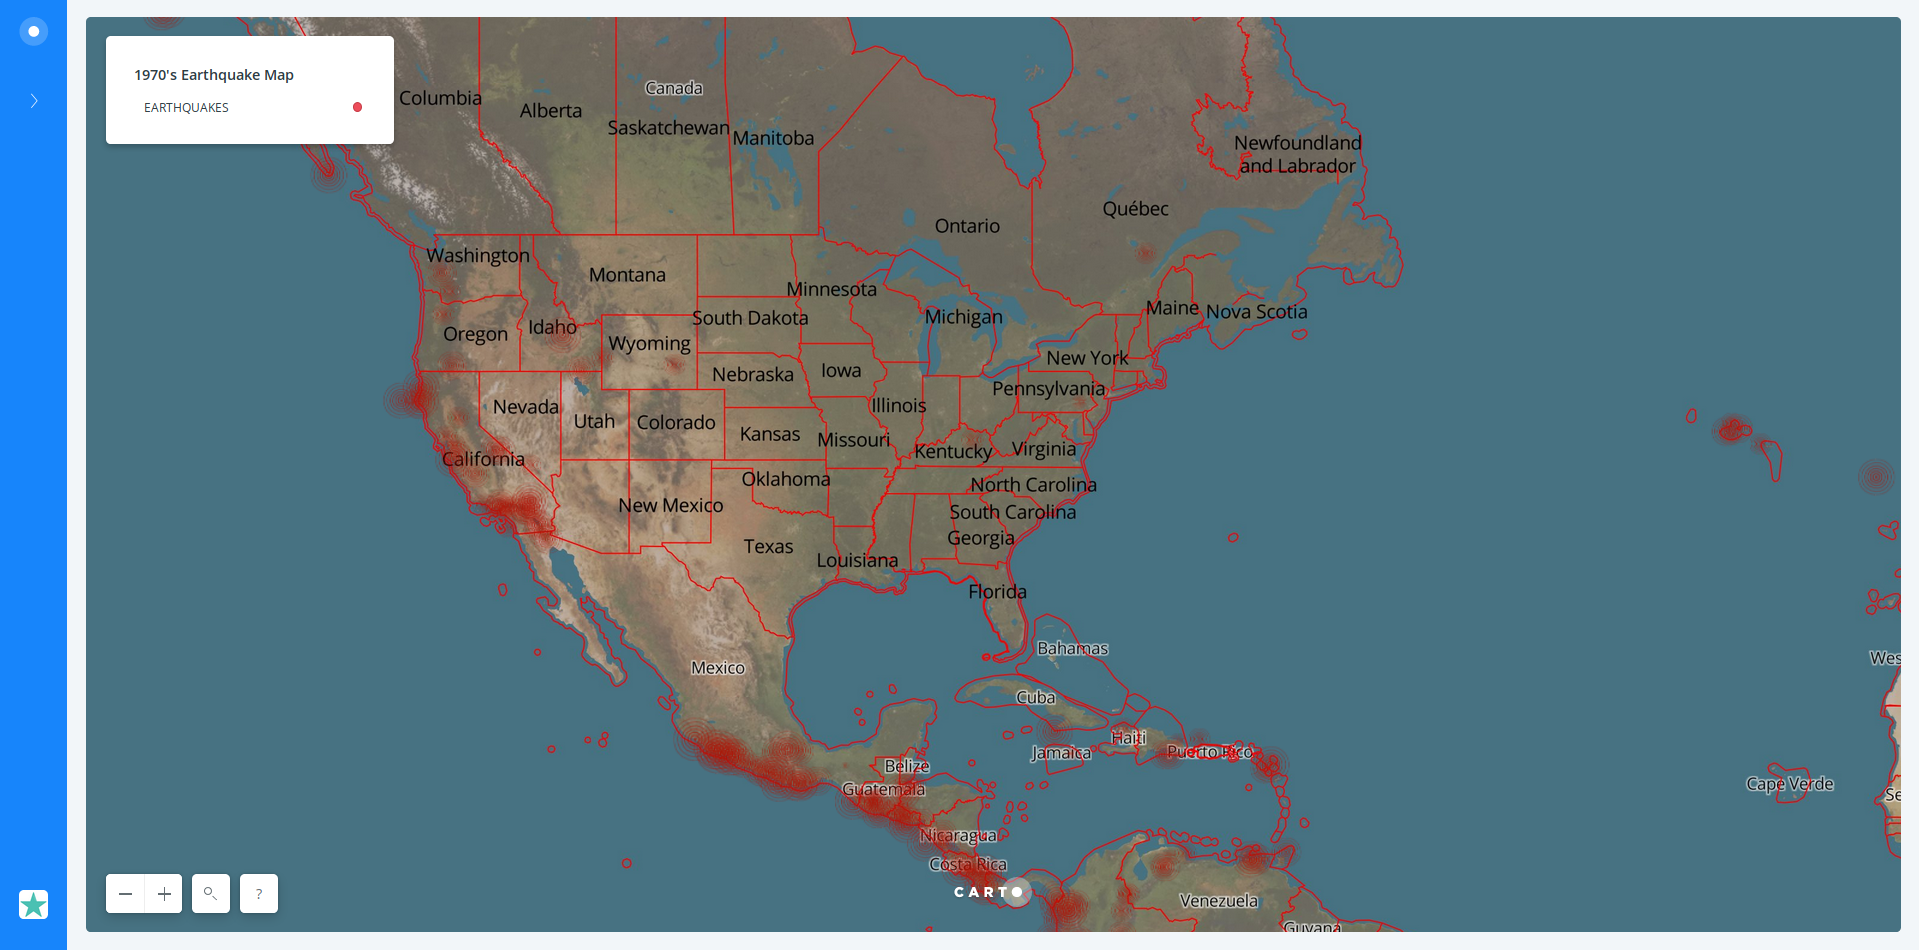 1970's Earthquake Map
EARTHQUAKES
Canada
Columbia
Alberta
Saskatchewan
Manitoba
Newfoundland
and Labrador
Québec
Ontario
Washington
Montana
Minnesota
Maine
Nova Scotia
Michigan
South Dakota
Idaho
Oregon
Wyoming
New York
Iowa
Nebraska
Pennsylvania
Illinois
Nevada
Utah
Colorado
Kansas
Missouri
Virginia
Kentucky
California
Oklahoma
North Carolina
New Mexico
South Carolina
Georgia
Texas
Louisiana
Florida
Bahamas
Wes
Mexico
Cuba
Haiti
Jamaica
Puerto Rico
Belize
Cape Verde
Guatemala
Se
Nicaragua
Costa Rica
CARTO
?
Venezuela
Guyana